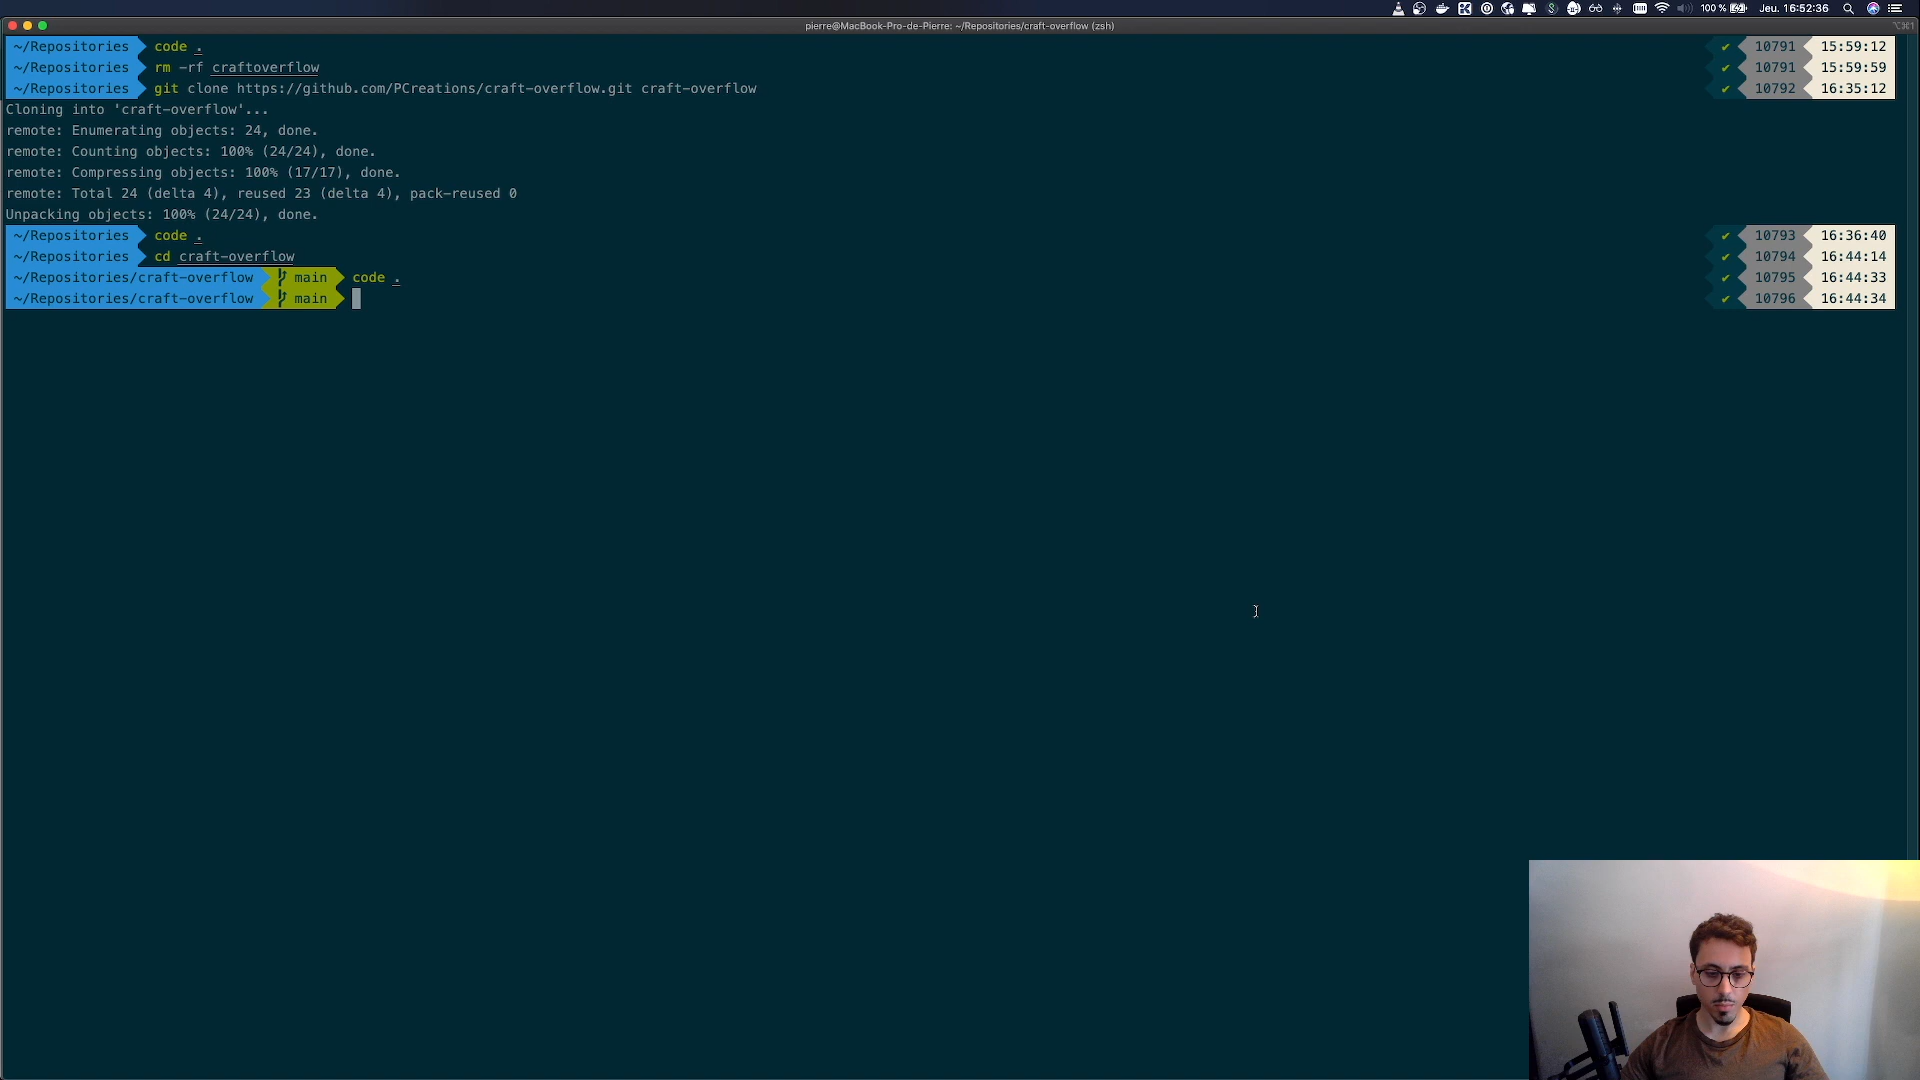 100 % Jeu. 16:52:36
pierre@MacBook-Pro-de-Pierre: ~/Repositories/craft-overflow (zsh) ⌥⌘1
~/Repositories code . ✔ 10791 15:59:12
~/Repositories rm -rf craftoverflow ✔ 10791 15:59:59
~/Repositories git clone https://github.com/PCreations/craft-overflow.git craft-overflow ✔ 10792 16:35:12
Cloning into 'craft-overflow'...
remote: Enumerating objects: 24, done.
remote: Counting objects: 100% (24/24), done.
remote: Compressing objects: 100% (17/17), done.
remote: Total 24 (delta 4), reused 23 (delta 4), pack-reused 0
Unpacking objects: 100% (24/24), done.
~/Repositories code . ✔ 10793 16:36:40
~/Repositories cd craft-overflow ✔ 10794 16:44:14
~/Repositories/craft-overflow main code . ✔ 10795 16:44:33
~/Repositories/craft-overflow main ✔ 10796 16:44:34